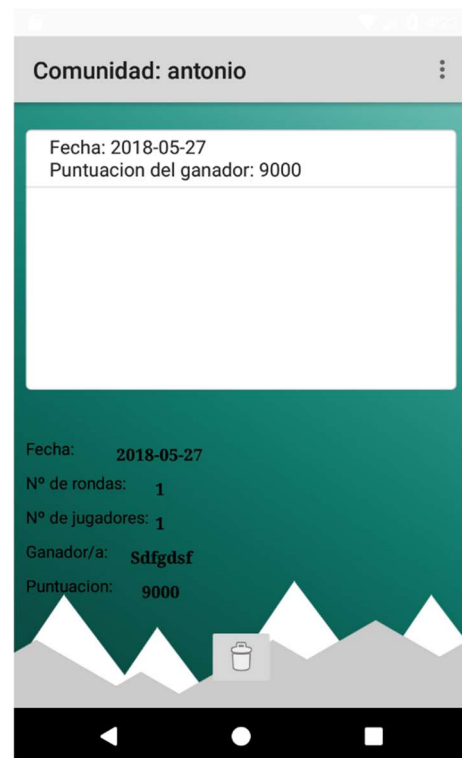 Comunidad: antonio
Fecha: 2018-05-27
Puntuacion del ganador: 9000
Fecha: 2018-05-27
Nº de rondas: 1
Nº de jugadores: 1
Ganador/a: Sdfgdsf
Puntuacion: 9000